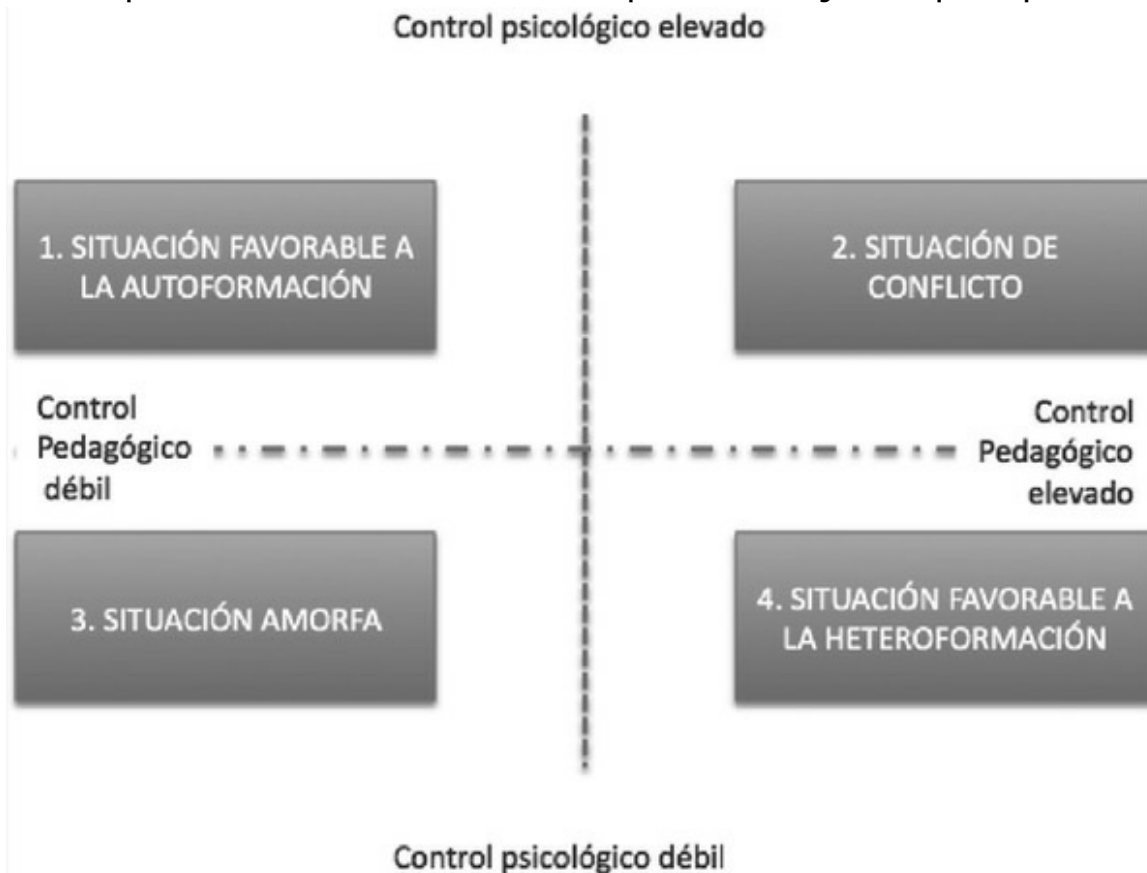 Control psicológico elevado
1. SITUACIÓN FAVORABLE A
LA AUTOFORMACIÓN
2. SITUACIÓN DE
CONFLICTO
Control
Pedagógico
débil
Control
Pedagógico
elevado
3. SITUACIÓN AMORFA
4. SITUACIÓN FAVORABLE A
LA HETEROFORMACIÓN
Control psicológico débil